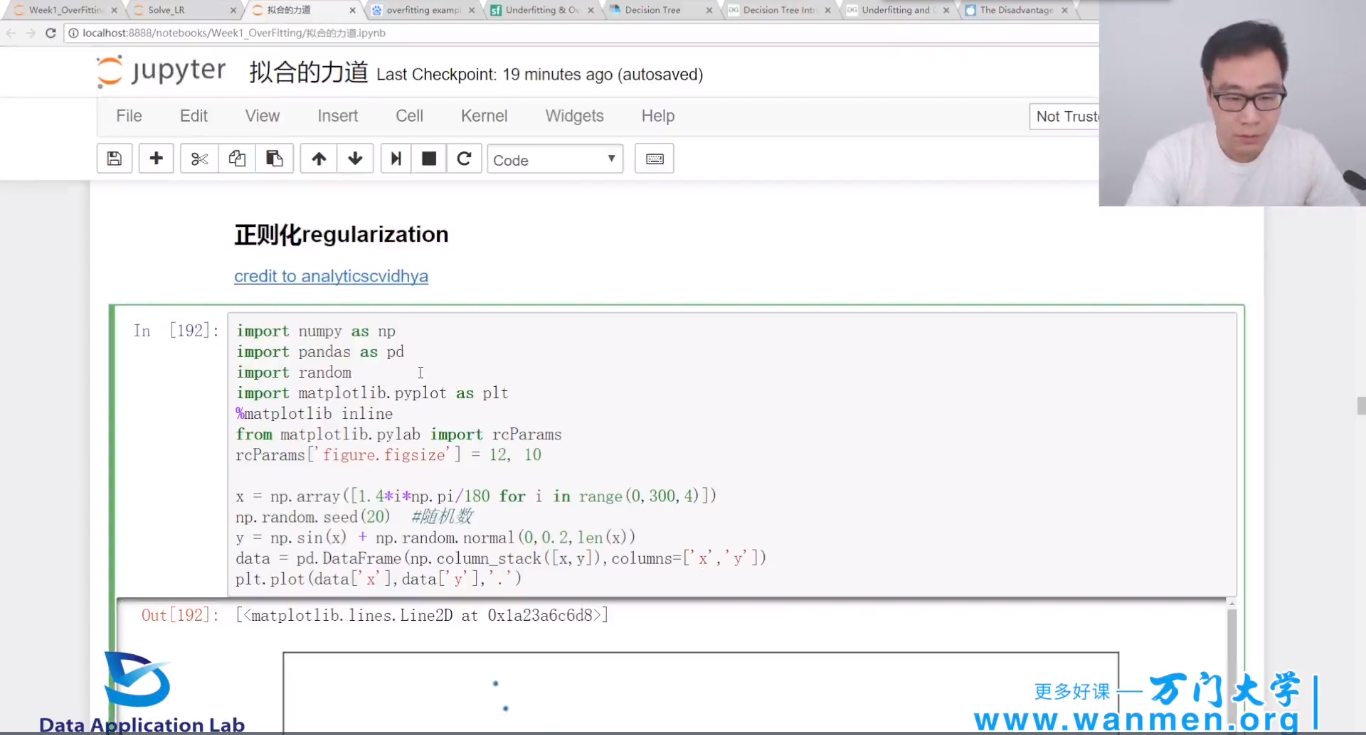 Week1_OverFittin
Solve_LR
拟合的力道
overfitting exampl
Underfitting & Ov
Decision Tree
Decision Tree Intr
Underfitting and O
The Disadvantage
localhost:8888/notebooks/Week1_OverFitting/拟合的力道.ipynb
jupyter 拟合的力道 Last Checkpoint: 19 minutes ago (autosaved)
File Edit View Insert Cell Kernel Widgets Help
Not Trust
Code
正则化regularization
credit to analyticscvidhya
In [192]:
import numpy as np
import pandas as pd
import random
import matplotlib.pyplot as plt
%matplotlib inline
from matplotlib.pylab import rcParams
rcParams['figure.figsize'] = 12, 10
x = np.array([1.4*i*np.pi/180 for i in range(0,300,4)])
np.random.seed(20) #随机数
y = np.sin(x) + np.random.normal(0,0.2,len(x))
data = pd.DataFrame(np.column_stack([x,y]),columns=['x','y'])
plt.plot(data['x'],data['y'],'.')
Out[192]: [<matplotlib.lines.Line2D at 0x1a23a6c6d8>]
Data Application Lab
更多好课 — 万门大学
www.wanmen.org